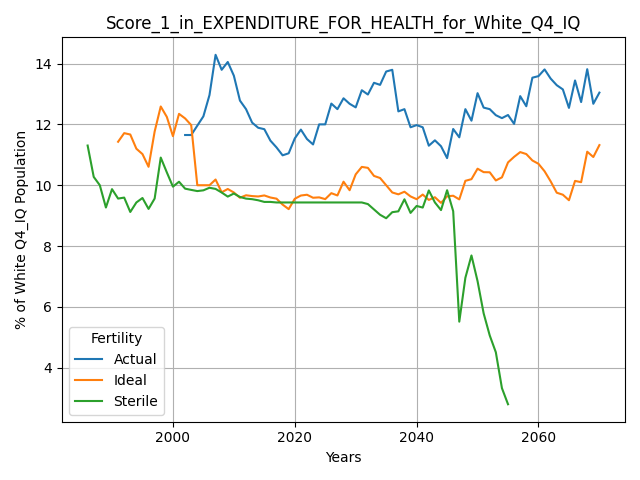 Score_1_in_EXPENDITURE_FOR_HEALTH_for_White_Q4_IQ
% of White Q4_IQ Population
14
12
10
8
6
4
Fertility
Actual
Ideal
Sterile
2000 2020 2040 2060
Years